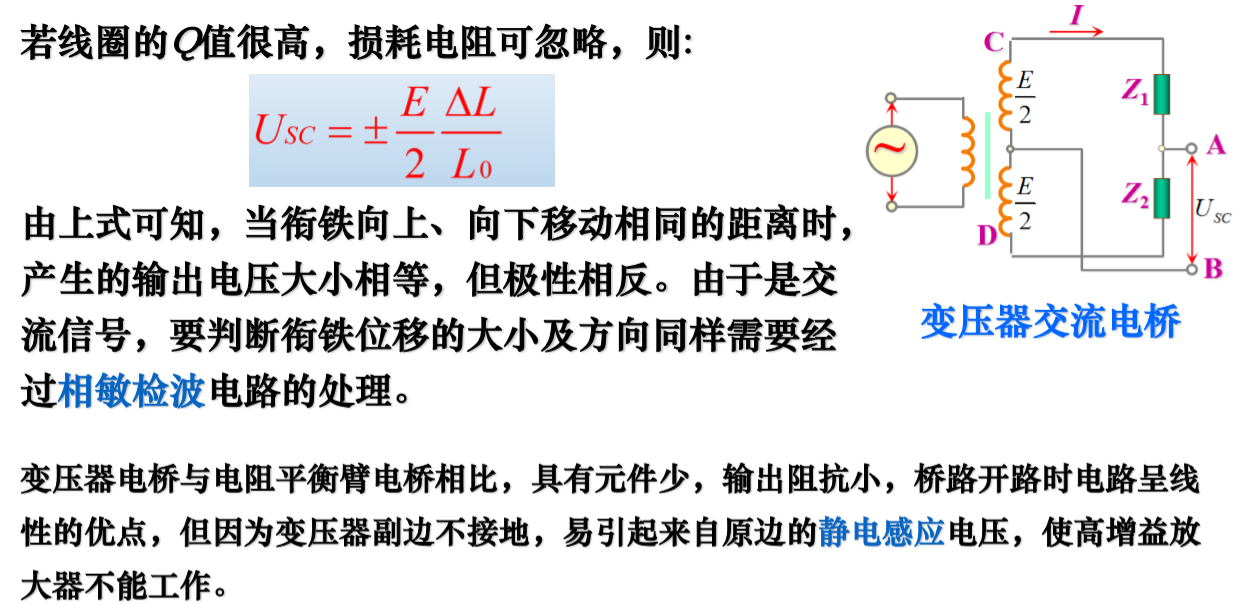 若线圈的Q值很高，损耗电阻可忽略，则:
U_SC = ± E/2 ΔL/L_0
由上式可知，当衔铁向上、向下移动相同的距离时，
产生的输出电压大小相等，但极性相反。由于是交
流信号，要判断衔铁位移的大小及方向同样需要经
过相敏检波电路的处理。
I
C
E/2
Z_1
~
A
E/2
Z_2
U_SC
D
B
变压器交流电桥
变压器电桥与电阻平衡臂电桥相比，具有元件少，输出阻抗小，桥路开路时电路呈线
性的优点，但因为变压器副边不接地，易引起来自原边的静电感应电压，使高增益放
大器不能工作。